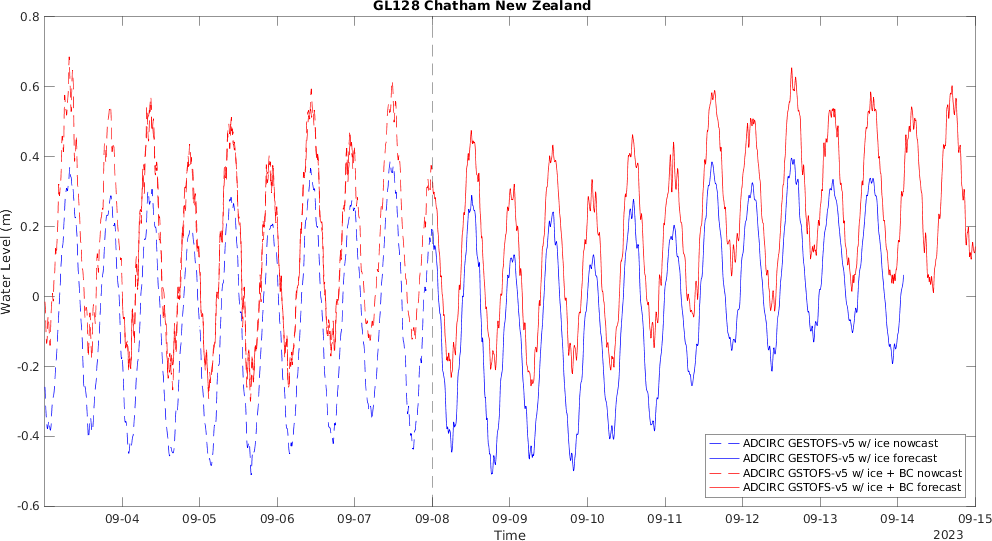 GL128 Chatham New Zealand
0.8
0.6
0.4
0.2
0
-0.2
-0.4
-0.6
Water Level (m)
ADCIRC GESTOFS-v5 w/ ice nowcast
ADCIRC GESTOFS-v5 w/ ice forecast
ADCIRC GSTOFS-v5 w/ ice + BC nowcast
ADCIRC GSTOFS-v5 w/ ice + BC forecast
09-04 09-05 09-06 09-07 09-08 09-09 09-10 09-11 09-12 09-13 09-14 09-15
Time
2023